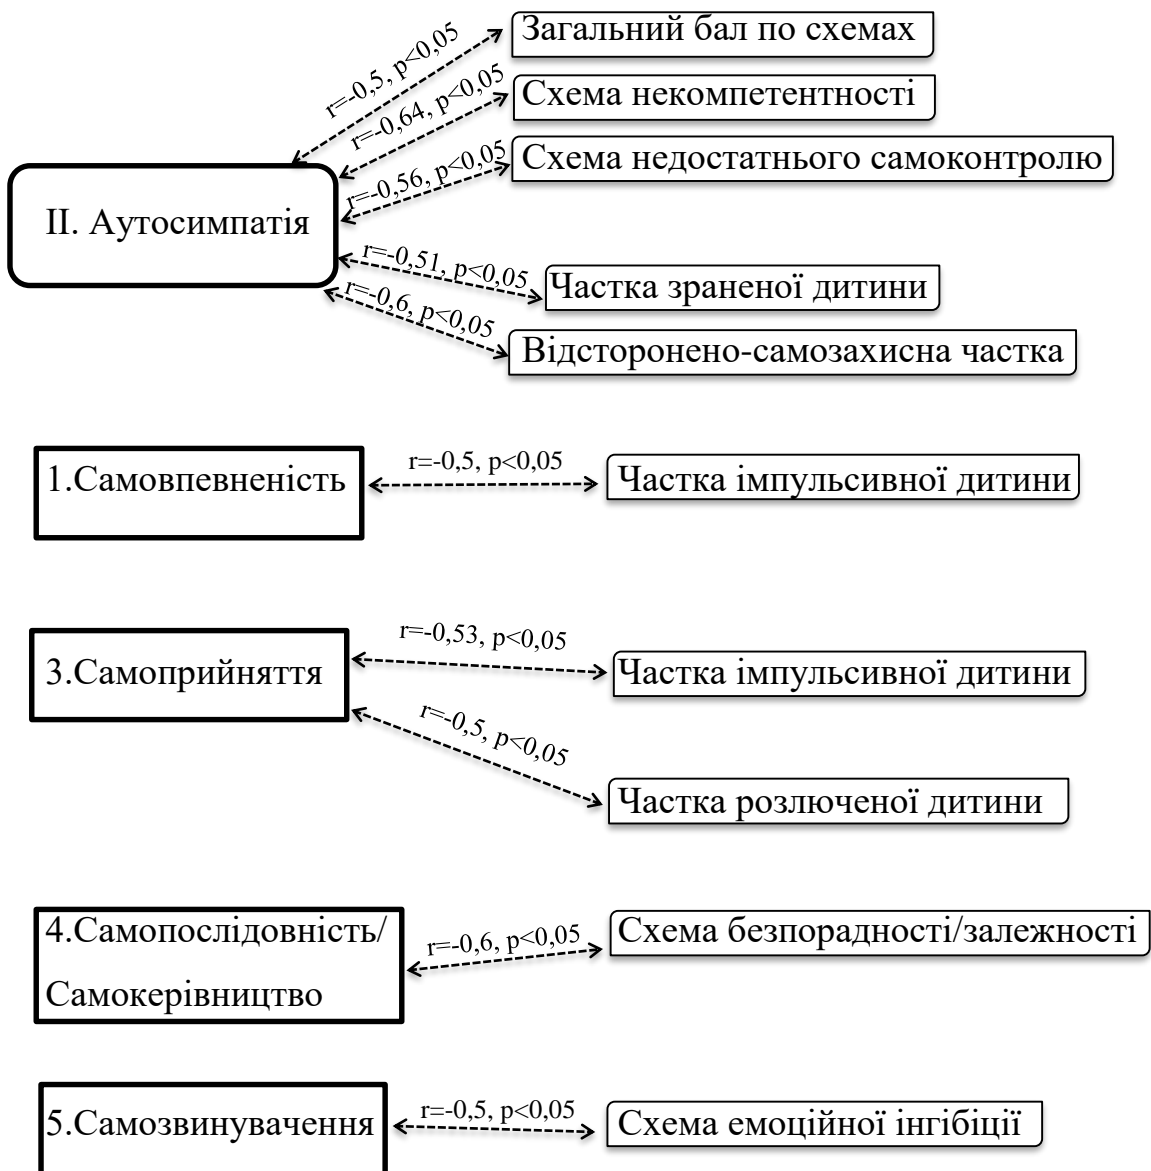 r=-0,5, p<0,05
Загальний бал по схемах
r=-0,64, p<0,05
Схема некомпетентності
r=-0,56, p<0,05
Схема недостатнього самоконтролю
ІІ. Аутосимпатія
r=-0,51, p<0,05
Частка зраненої дитини
r=-0,6, p<0,05
Відсторонено-самозахисна частка
1.Самовпевненість
r=-0,5, p<0,05
Частка імпульсивної дитини
3.Самоприйняття
r=-0,53, p<0,05
Частка імпульсивної дитини
r=-0,5, p<0,05
Частка розлюченої дитини
4.Самопослідовність/
Самокерівництво
r=-0,6, p<0,05
Схема безпорадності/залежності
5.Самозвинувачення
r=-0,5, p<0,05
Схема емоційної інгібіції